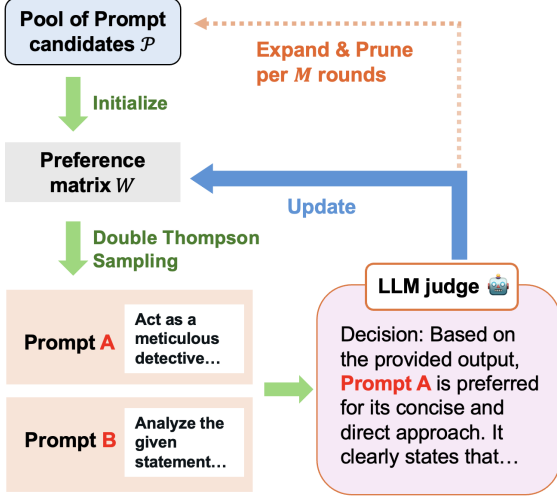 Pool of Prompt
candidates 𝒫
Expand & Prune
per M rounds
Initialize
Preference
matrix W
Update
Double Thompson
Sampling
LLM judge 🤖
Prompt A
Act as a
meticulous
detective...
Prompt B
Analyze the
given
statement...
Decision: Based on
the provided output,
Prompt A is preferred
for its concise and
direct approach. It
clearly states that...